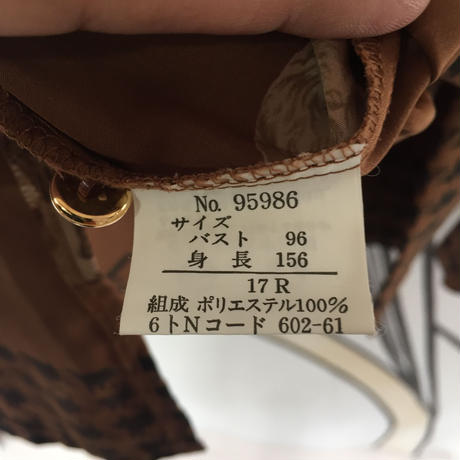 No. 95986
サイズ
バスト 96
身長 156
17R
組成 ポリエステル100%
6トNコード 602-61